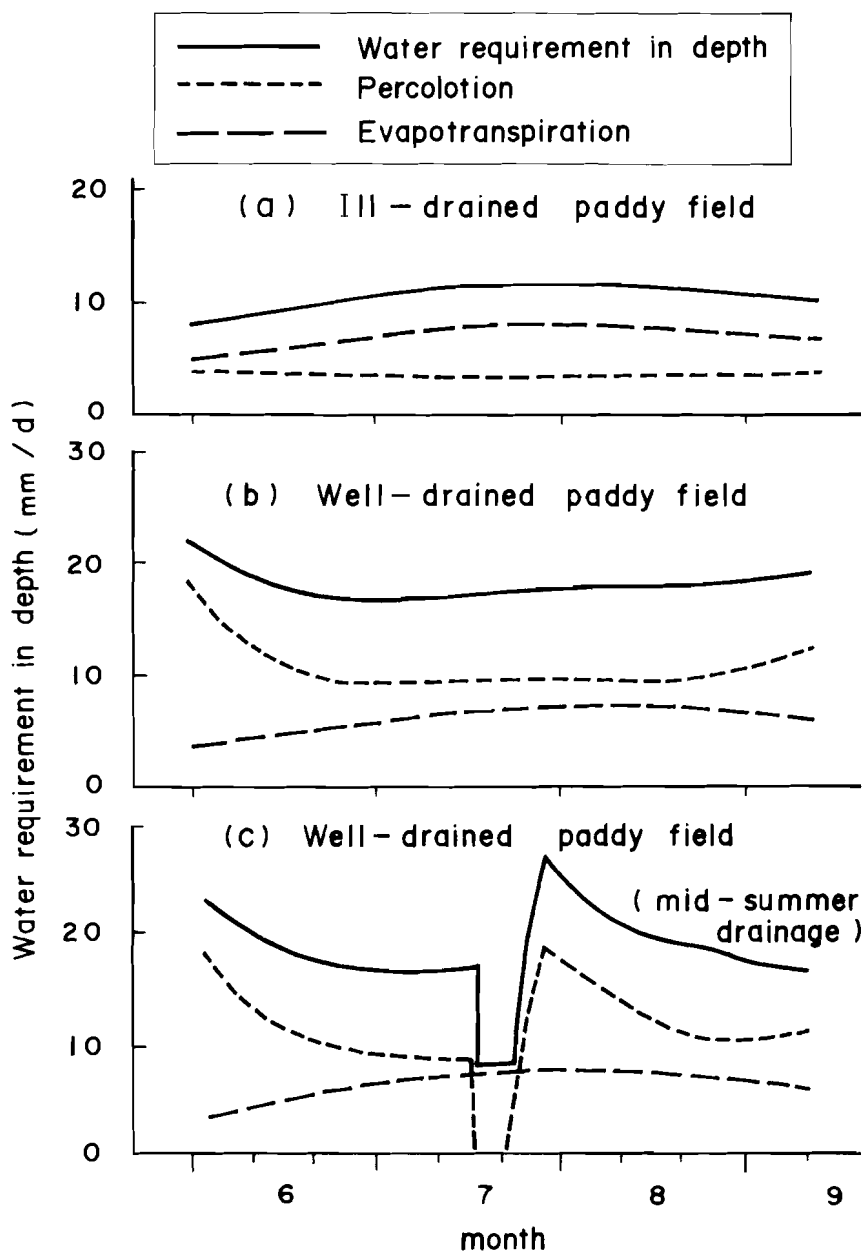 Water requirement in depth
Percolotion
Evapotranspiration
(a) Ill-drained paddy field
20
10
0
(b) Well-drained paddy field
30
20
10
0
(c) Well-drained paddy field
(mid-summer
drainage)
30
20
10
0
Water requirement in depth (mm/d)
6 7 8 9
month